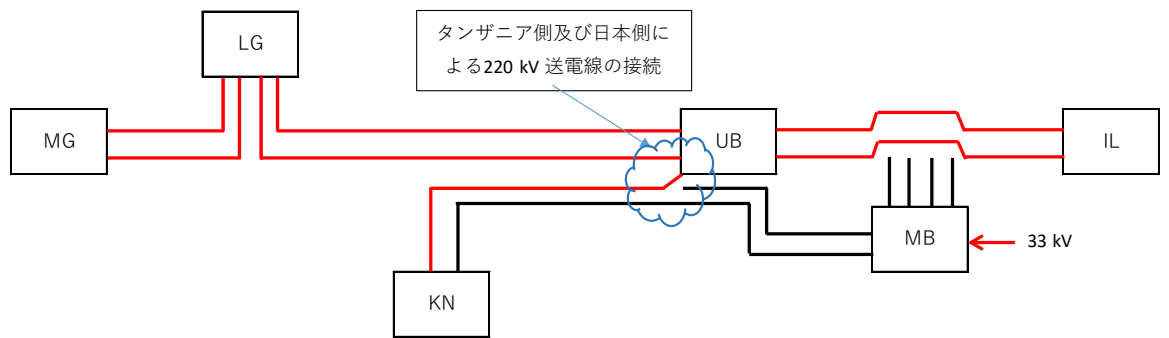 LG
タンザニア側及び日本側に
よる220 kV 送電線の接続
MG
UB
IL
MB
33 kV
KN